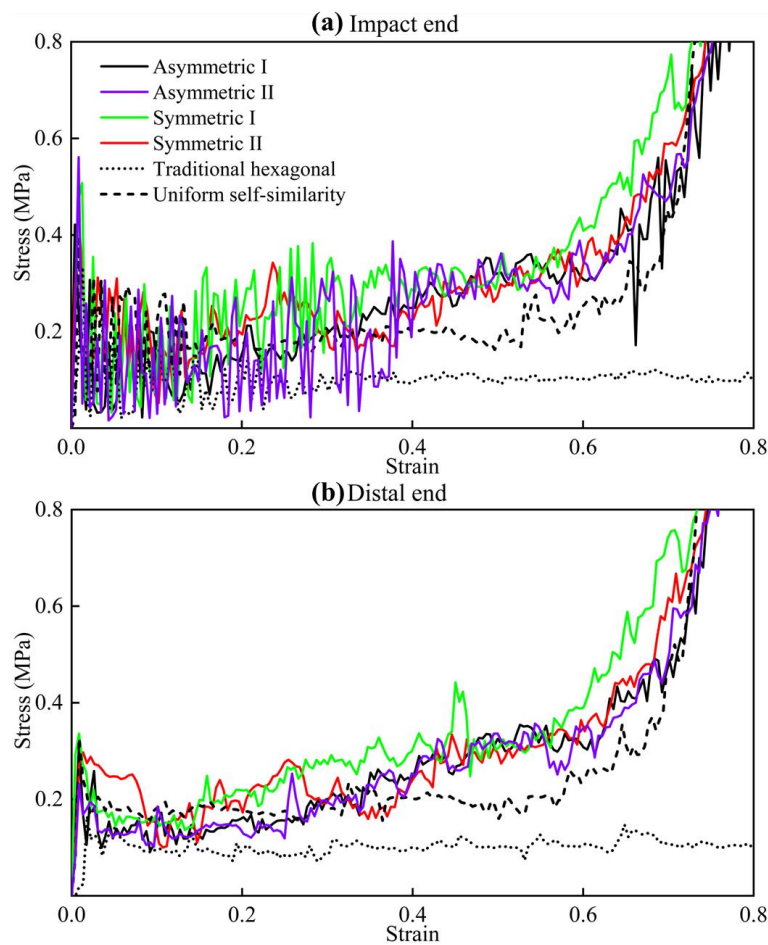 (a) Impact end
0.8
0.6
0.4
0.2
Stress (MPa)
Asymmetric I
Asymmetric II
Symmetric I
Symmetric II
Traditional hexagonal
Uniform self-similarity
0.0 0.2 0.4 0.6 0.8
Strain
(b) Distal end
0.8
0.6
0.4
0.2
Stress (MPa)
0.0 0.2 0.4 0.6 0.8
Strain